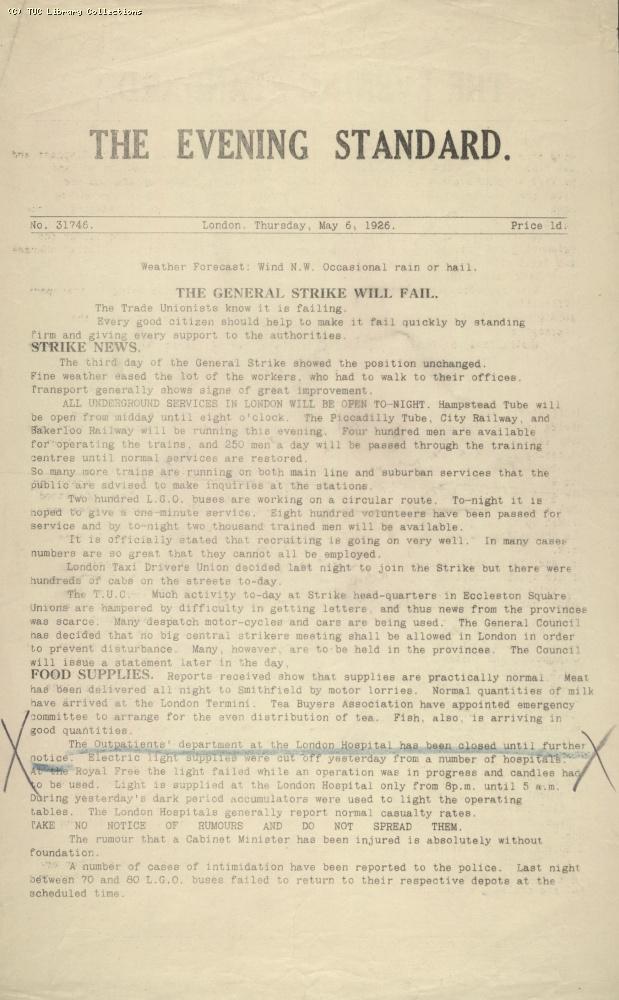 (C) TUC Library Collections
THE EVENING STANDARD.
No. 31746. London. Thursday, May 6, 1926. Price 1d.
Weather Forecast: Wind N.W. Occasional rain or hail.
THE GENERAL STRIKE WILL FAIL.
The Trade Unionists know it is failing.
Every good citizen should help to make it fail quickly by standing
firm and giving every support to the authorities.
STRIKE NEWS.
The third day of the General Strike showed the position unchanged.
Fine weather eased the lot of the workers, who had to walk to their offices.
Transport generally shows signs of great improvement.
ALL UNDERGROUND SERVICES IN LONDON WILL BE OPEN TO-NIGHT. Hampstead Tube will
be open from midday until eight o'clock. The Piccadilly Tube, City Railway, and
Bakerloo Railway will be running this evening. Four hundred men are available
for operating the trains, and 250 men a day will be passed through the training
centres until normal services are restored.
So many more trains are running on both main line and suburban services that the
public are advised to make inquiries at the stations.
Two hundred L.G.O. buses are working on a circular route. To-night it is
hoped to give a one-minute service. Eight hundred volunteers have been passed for
service and by to-night two thousand trained men will be available.
It is officially stated that recruiting is going on very well. In many cases
numbers are so great that they cannot all be employed.
London Taxi Drivers Union decided last night to join the Strike but there were
hundreds of cabs on the streets to-day.
The T.U.C. Much activity to-day at Strike head-quarters in Eccleston Square.
Unions are hampered by difficulty in getting letters, and thus news from the provinces
was scarce. Many despatch motor-cycles and cars are being used. The General Council
has decided that no big central strikers meeting shall be allowed in London in order
to prevent disturbance. Many, however, are to be held in the provinces. The Council
will issue a statement later in the day.
FOOD SUPPLIES. Reports received show that supplies are practically normal. Meat
has been delivered all night to Smithfield by motor lorries. Normal quantities of milk
have arrived at the London Termini. Tea Buyers Association have appointed emergency
committee to arrange for the even distribution of tea. Fish, also, is arriving in
good quantities.
The Outpatients' department at the London Hospital has been closed until further
notice. Electric light supplies were cut off yesterday from a number of hospitals.
At the Royal Free the light failed while an operation was in progress and candles had
to be used. Light is supplied at the London Hospital only from 8p.m. until 5 a.m.
During yesterday's dark period accumulators were used to light the operating
tables. The London Hospitals generally report normal casualty rates.
TAKE NO NOTICE OF RUMOURS AND DO NOT SPREAD THEM.
The rumour that a Cabinet Minister has been injured is absolutely without
foundation.
A number of cases of intimidation have been reported to the police. Last night
between 70 and 80 L.G.O. buses failed to return to their respective depots at the
scheduled time.